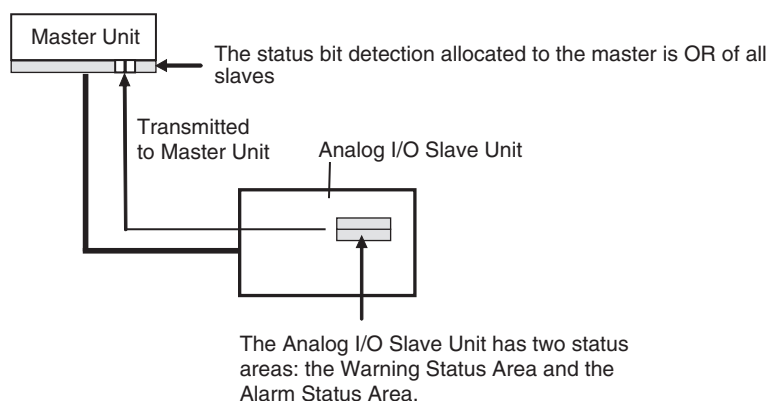 Master Unit
The status bit detection allocated to the master is OR of all
slaves
Transmitted
to Master Unit
Analog I/O Slave Unit
The Analog I/O Slave Unit has two status
areas: the Warning Status Area and the
Alarm Status Area.